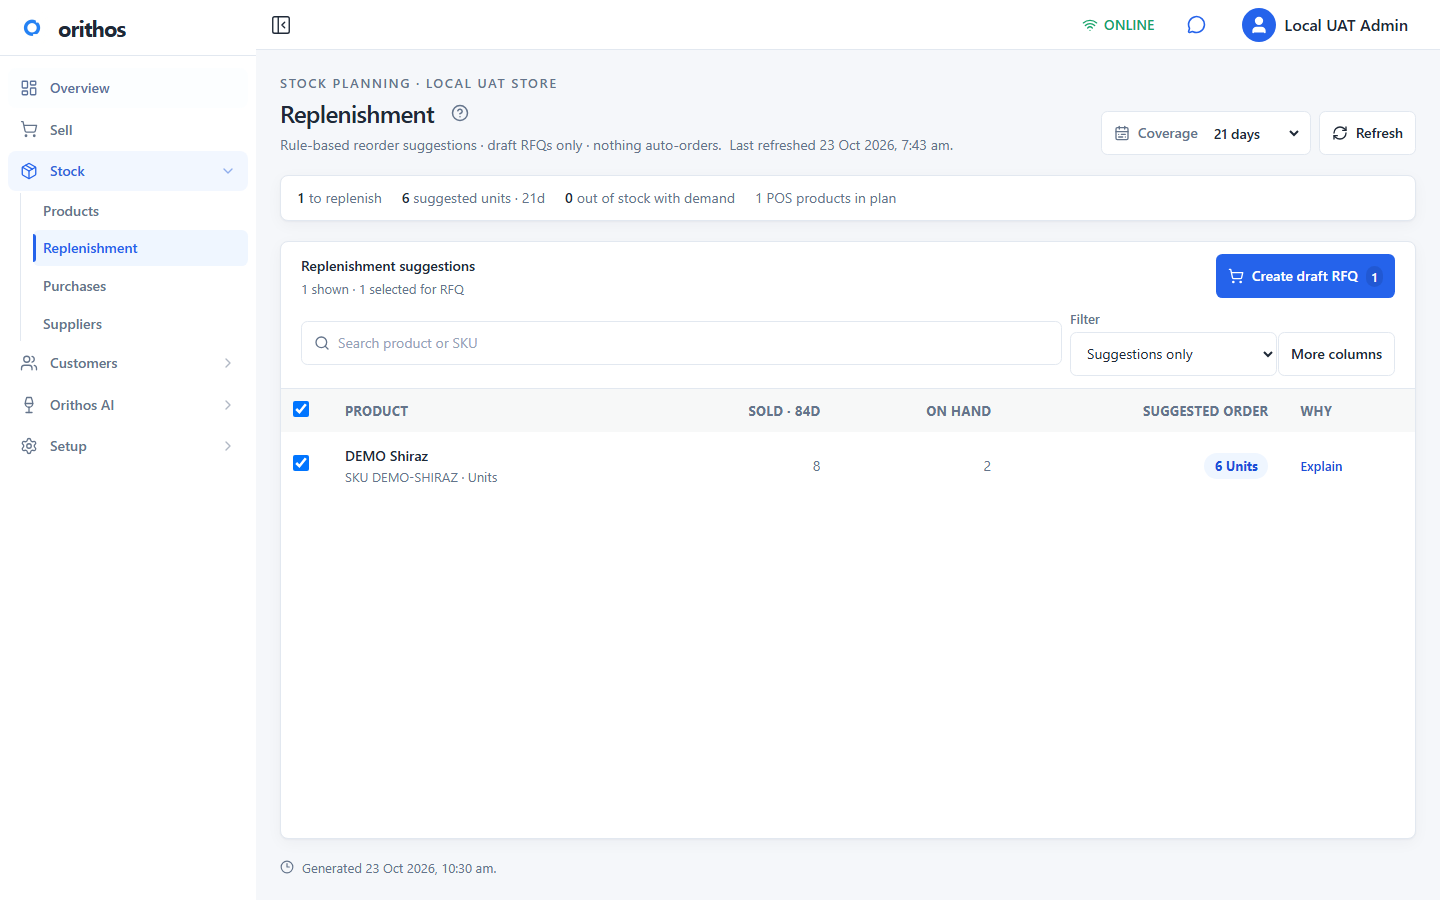 orithos
ONLINE
Local UAT Admin
Overview
Sell
Stock
Products
Replenishment
Purchases
Suppliers
Customers
Orithos AI
Setup
STOCK PLANNING · LOCAL UAT STORE
Replenishment
Rule-based reorder suggestions · draft RFQs only · nothing auto-orders. Last refreshed 23 Oct 2026, 7:43 am.
Coverage 21 days
Refresh
1 to replenish 6 suggested units · 21d 0 out of stock with demand 1 POS products in plan
Replenishment suggestions
1 shown · 1 selected for RFQ
Create draft RFQ 1
Search product or SKU
Filter
Suggestions only
More columns
PRODUCT SOLD · 84D ON HAND SUGGESTED ORDER WHY
DEMO Shiraz
SKU DEMO-SHIRAZ · Units
8 2 6 Units Explain
Generated 23 Oct 2026, 10:30 am.